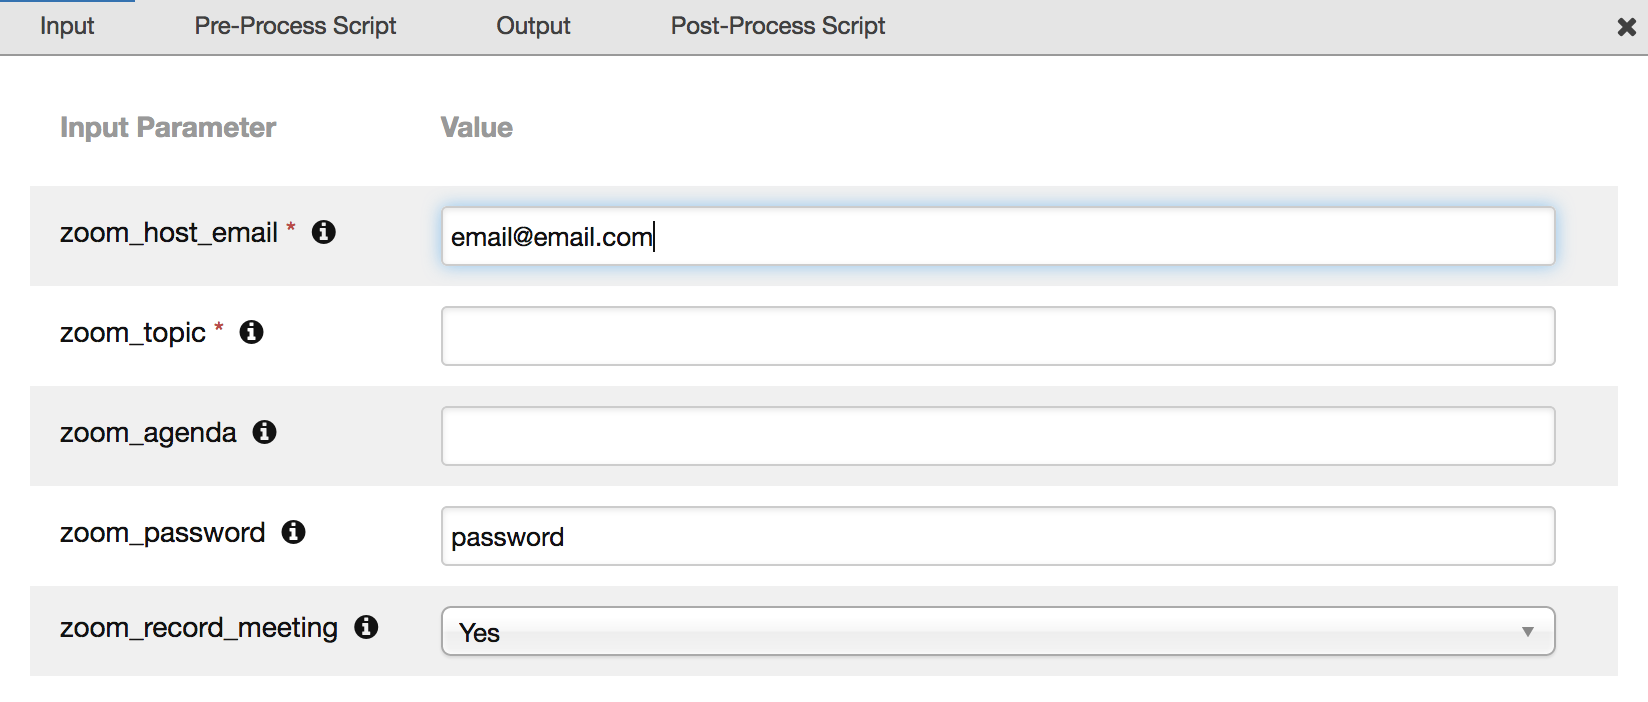 Input Pre-Process Script Output Post-Process Script
Input Parameter Value
zoom_host_email * email@email.com
zoom_topic *
zoom_agenda
zoom_password password
zoom_record_meeting Yes